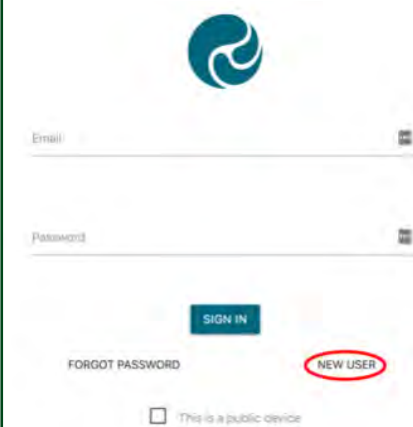 Email
Password
SIGN IN
FORGOT PASSWORD NEW USER
This is a public device